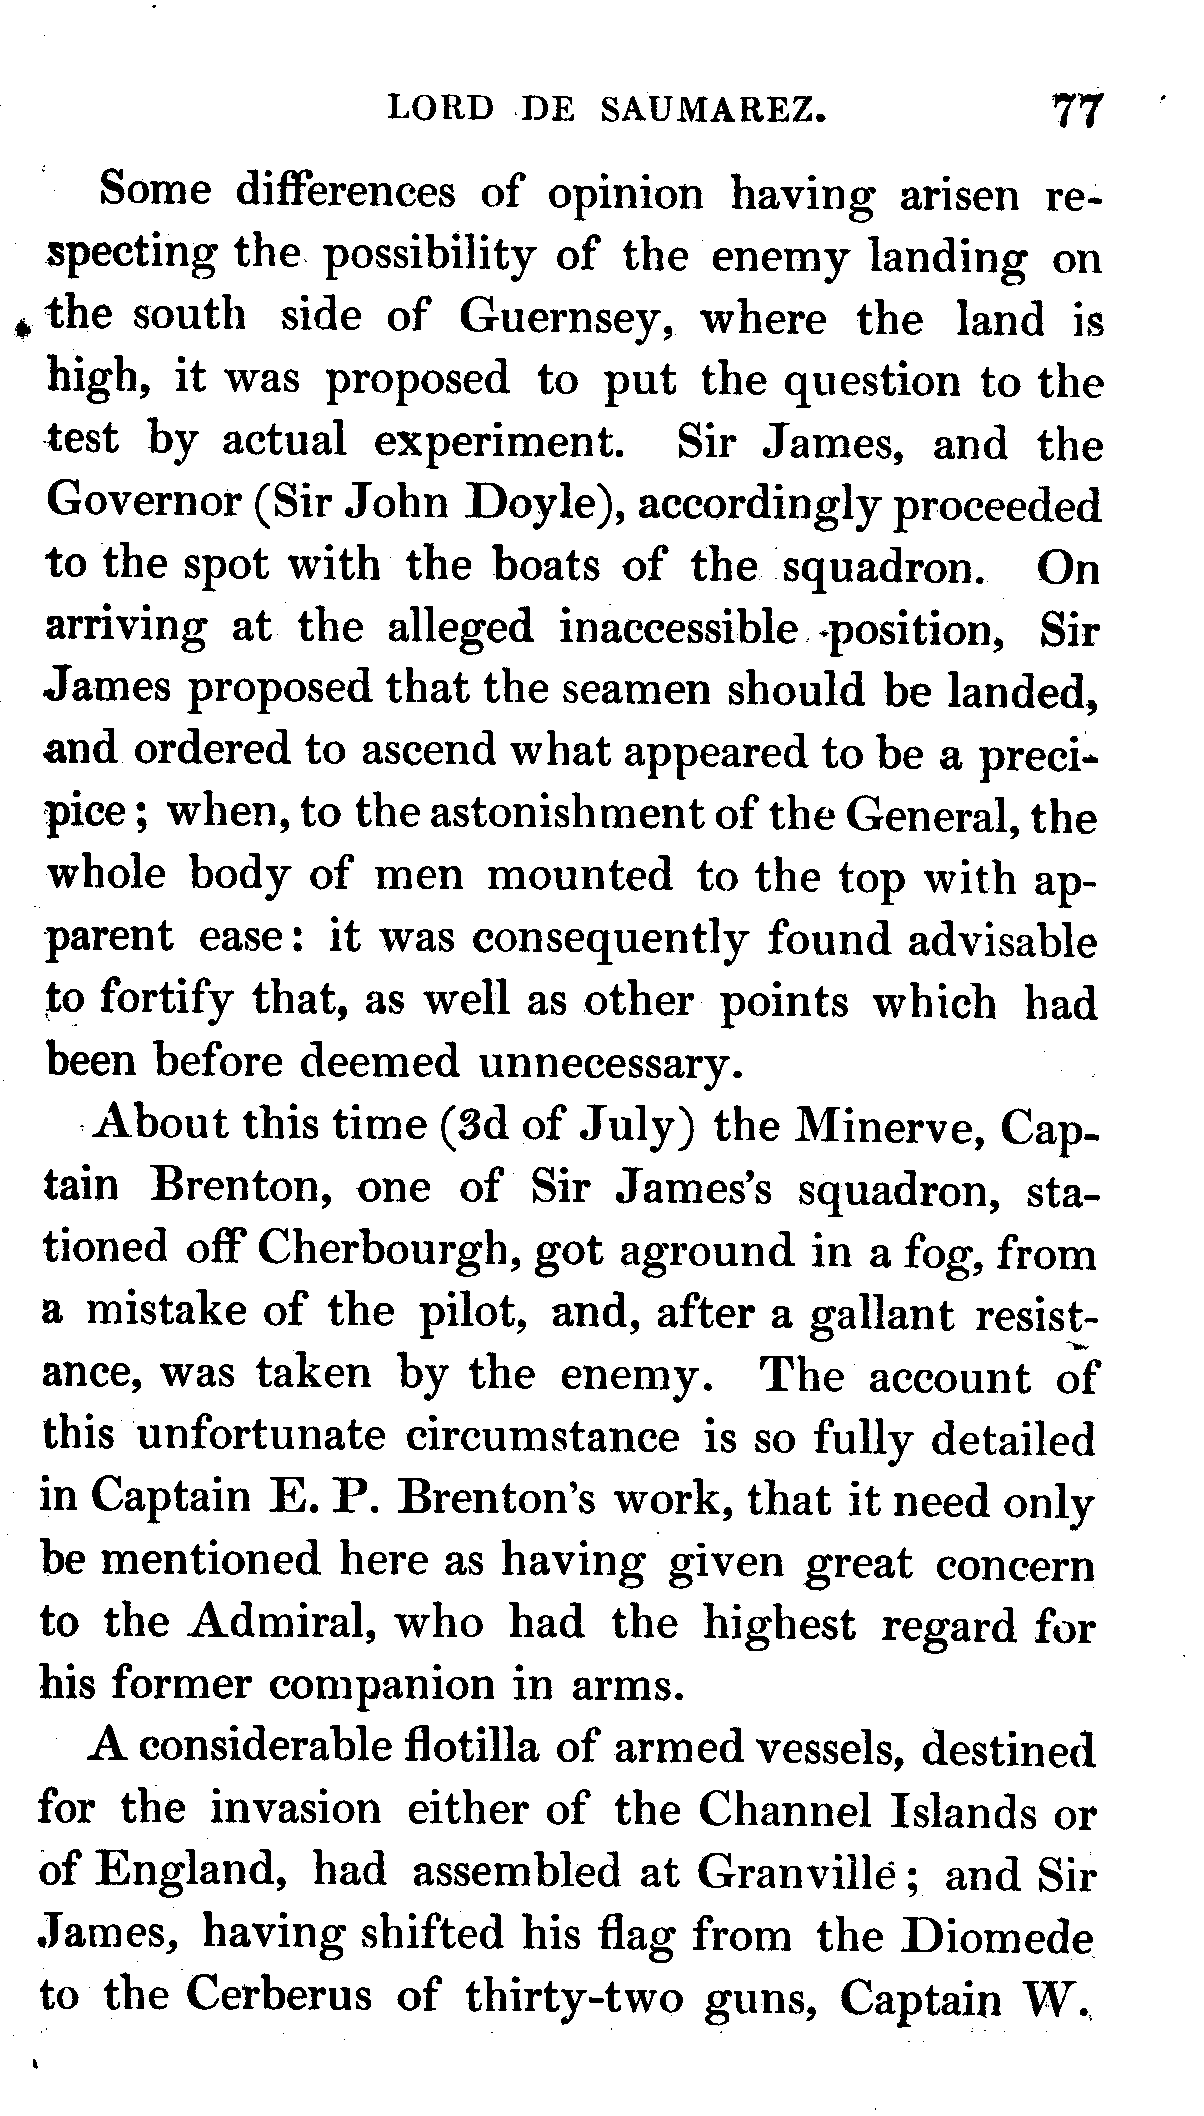 LORD DE SAUMAREZ. 77
Some differences of opinion having arisen re-
specting the possibility of the enemy landing on
the south side of Guernsey, where the land is
high, it was proposed to put the question to the
test by actual experiment. Sir James, and the
Governor (Sir John Doyle), accordingly proceeded
to the spot with the boats of the squadron. On
arriving at the alleged inaccessible position, Sir
James proposed that the seamen should be landed,
and ordered to ascend what appeared to be a preci-
pice; when, to the astonishment of the General, the
whole body of men mounted to the top with ap-
parent ease: it was consequently found advisable
to fortify that, as well as other points which had
been before deemed unnecessary.
About this time (3d of July) the Minerve, Cap-
tain Brenton, one of Sir James's squadron, sta-
tioned off Cherbourgh, got aground in a fog, from
a mistake of the pilot, and, after a gallant resist-
ance, was taken by the enemy. The account of
this unfortunate circumstance is so fully detailed
in Captain E. P. Brenton's work, that it need only
be mentioned here as having given great concern
to the Admiral, who had the highest regard for
his former companion in arms.
A considerable flotilla of armed vessels, destined
for the invasion either of the Channel Islands or
of England, had assembled at Granville; and Sir
James, having shifted his flag from the Diomede
to the Cerberus of thirty-two guns, Captain W.